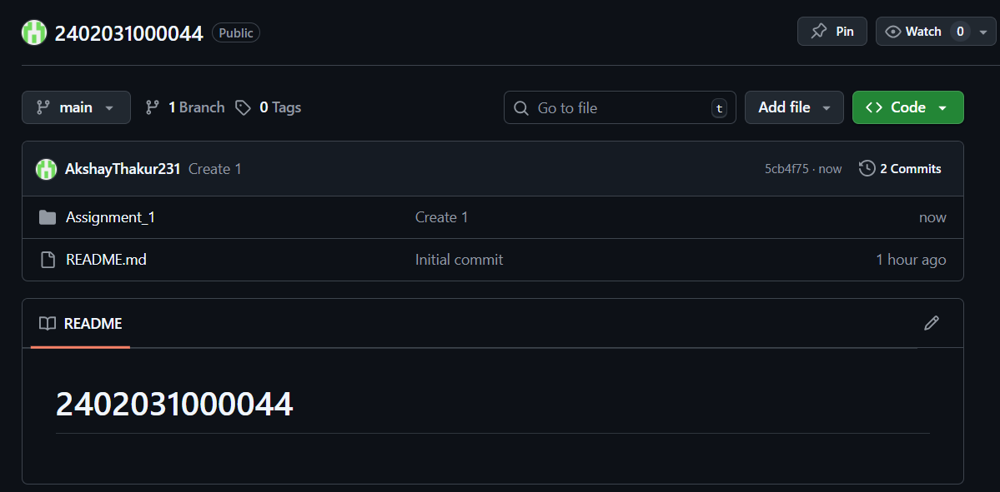 2402031000044 Public Pin Watch 0
main 1 Branch 0 Tags Go to file t Add file Code
AkshayThakur231 Create 1 5cb4f75 · now 2 Commits
Assignment_1 Create 1 now
README.md Initial commit 1 hour ago
README
2402031000044